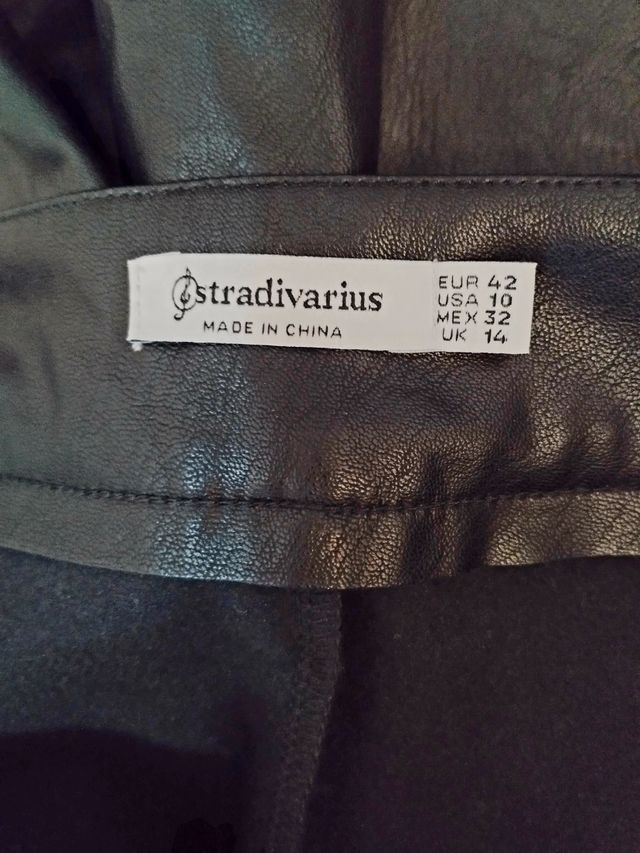 stradivarius
MADE IN CHINA
EUR 42
USA 10
MEX 32
UK 14